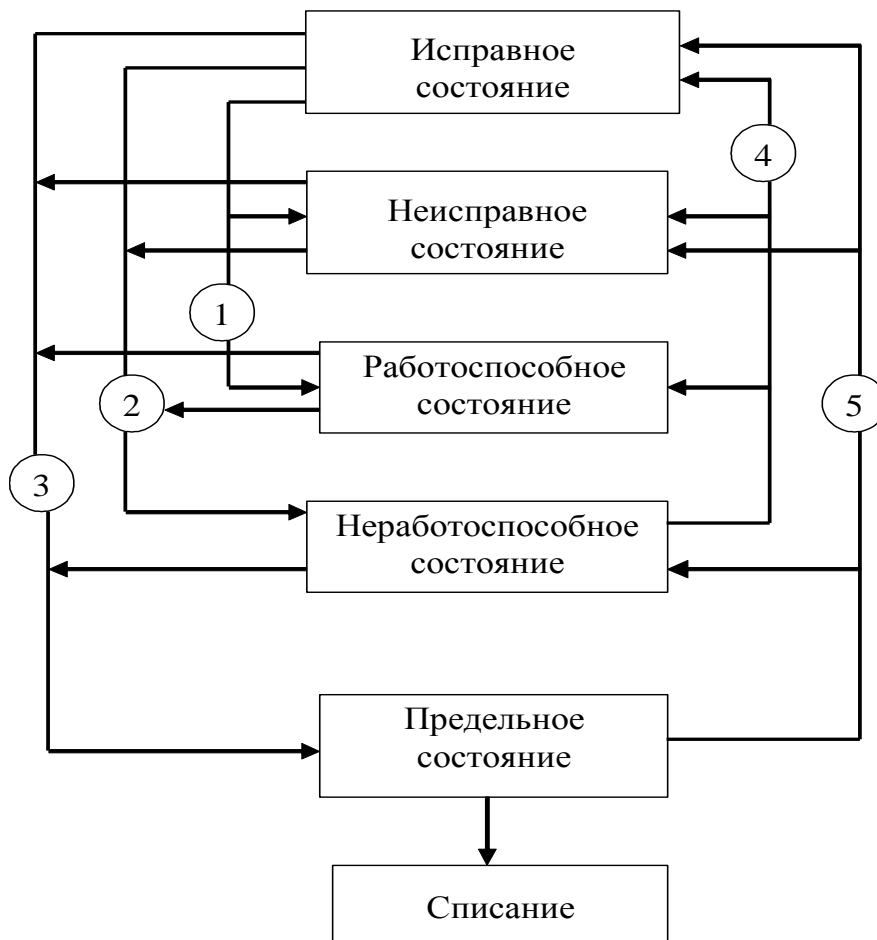 Исправное
состояние
4
Неисправное
состояние
1
Работоспособное
состояние
2
5
3
Неработоспособное
состояние
Предельное
состояние
Списание